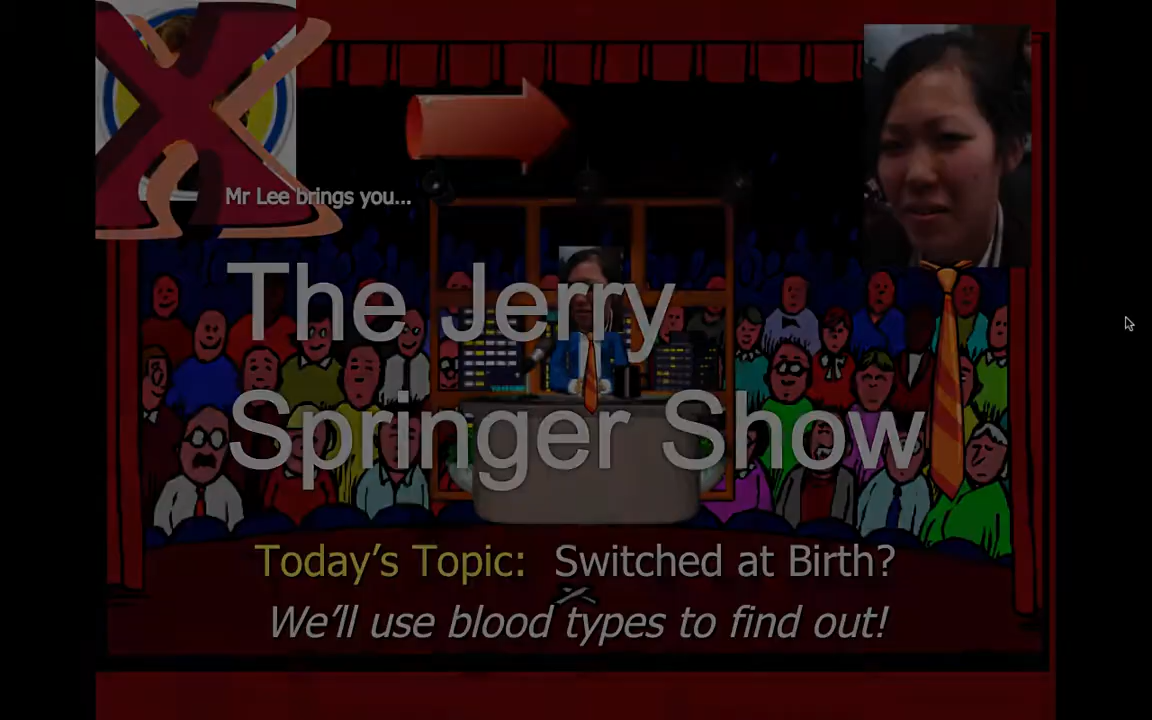 Mr Lee brings you...
The Jerry
Springer Show
Today's Topic: Switched at Birth?
We'll use blood types to find out!